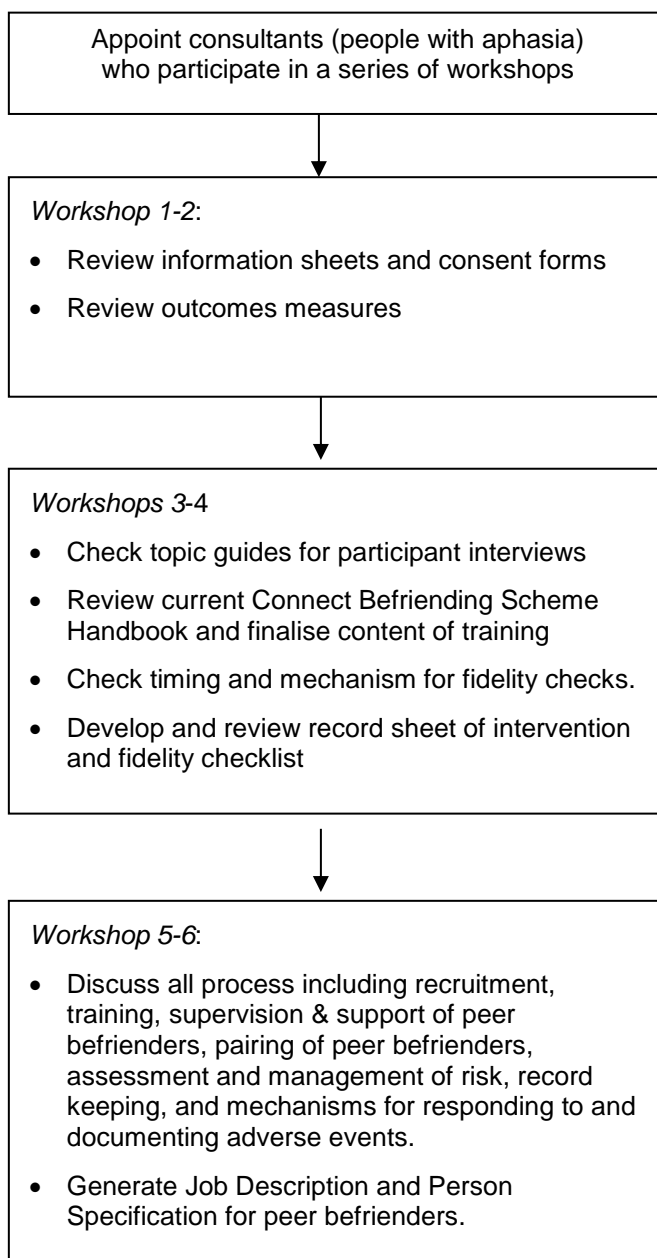 Appoint consultants (people with aphasia)
who participate in a series of workshops
Workshop 1-2:
• Review information sheets and consent forms
• Review outcomes measures
Workshops 3-4
• Check topic guides for participant interviews
• Review current Connect Befriending Scheme
Handbook and finalise content of training
• Check timing and mechanism for fidelity checks.
• Develop and review record sheet of intervention
and fidelity checklist
Workshop 5-6:
• Discuss all process including recruitment,
training, supervision & support of peer
befrienders, pairing of peer befrienders,
assessment and management of risk, record
keeping, and mechanisms for responding to and
documenting adverse events.
• Generate Job Description and Person
Specification for peer befrienders.